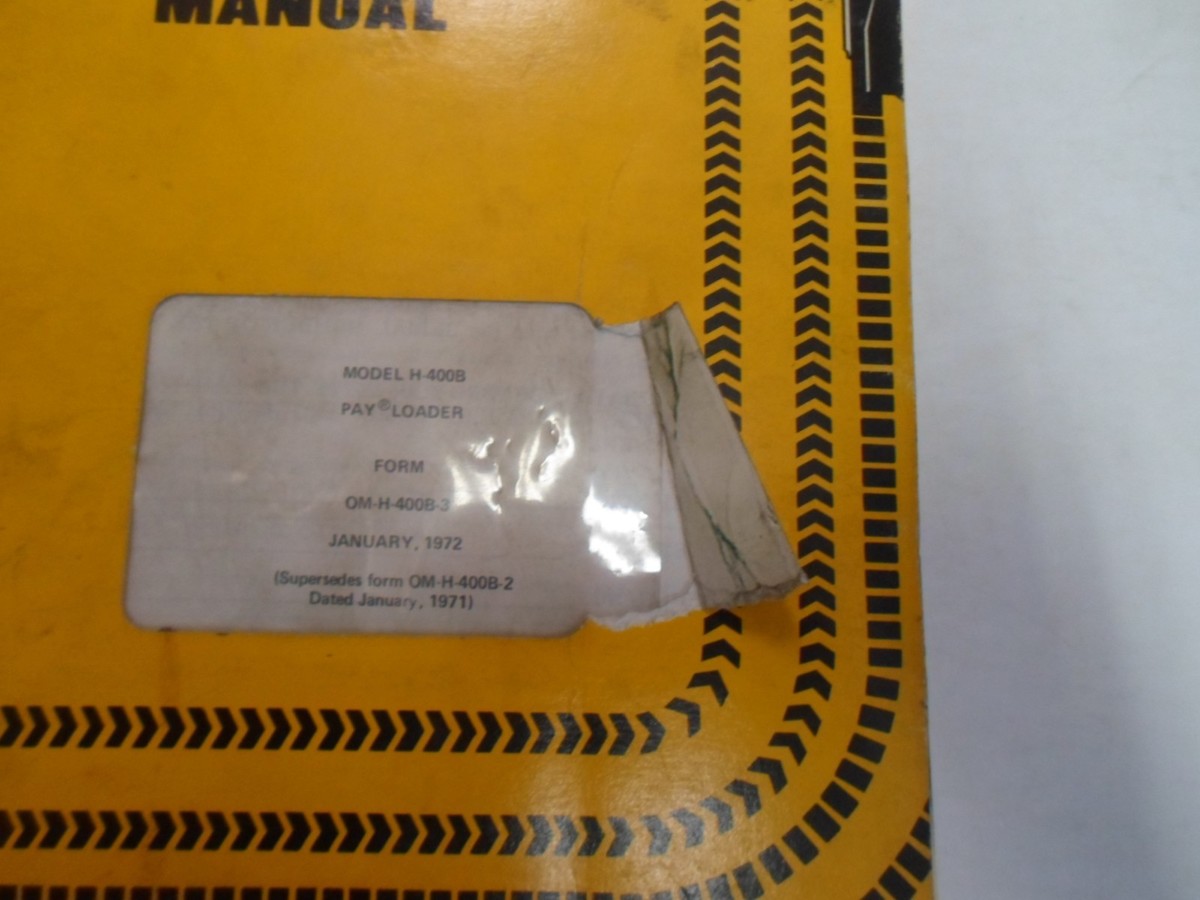 MANUAL
MODEL H-400B
PAY®LOADER
FORM
OM-H-400B-3
JANUARY, 1972
(Supersedes form OM-H-400B-2
Dated January, 1971)